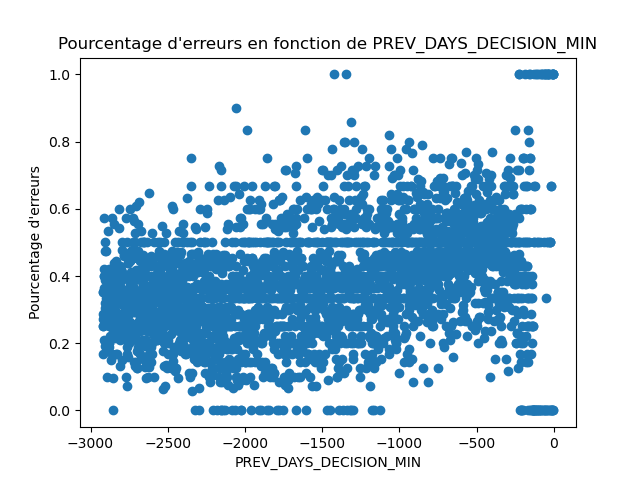 Pourcentage d'erreurs en fonction de PREV_DAYS_DECISION_MIN
1.0
0.8
0.6
0.4
0.2
0.0
Pourcentage d'erreurs
−3000 −2500 −2000 −1500 −1000 −500 0
PREV_DAYS_DECISION_MIN